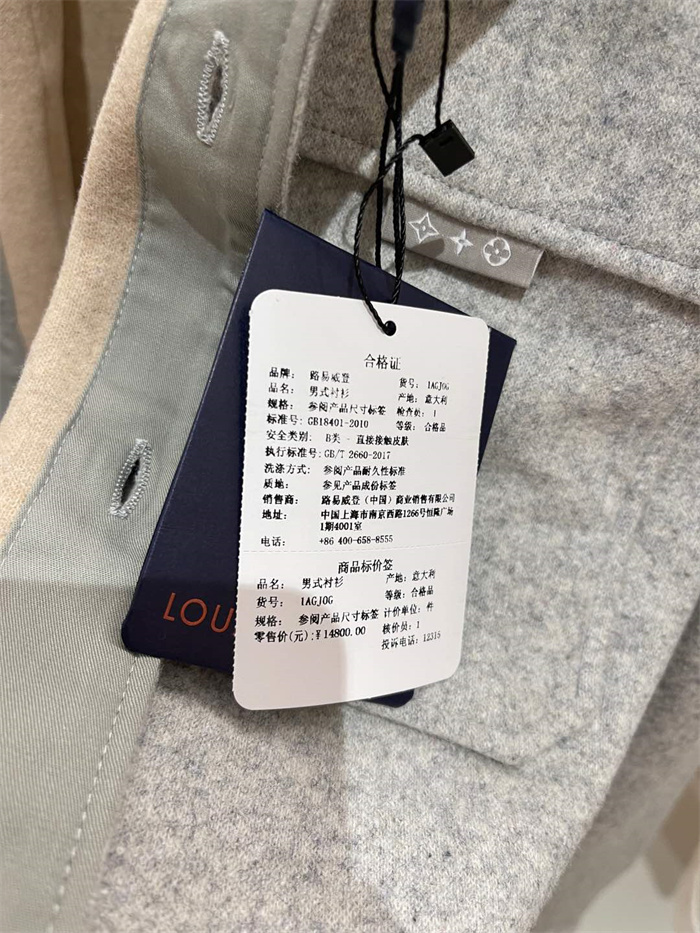 合格证
品牌： 路易威登 货号： 1AGJOG
品名： 男式衬衫 产地：意大利
规格： 参阅产品尺寸标签 检查员： 1
标准号：GB18401-2010 等级：合格品
安全类别： B类 - 直接接触皮肤
执行标准号：GB/T 2660-2017
洗涤方式： 参阅产品耐久性标准
质地： 参见产品成份标签
销售商： 路易威登（中国）商业销售有限公司
地址： 中国上海市南京西路1266号恒隆广场
1期4001室
电话： +86 400-658-8555
商品标价签
品名： 男式衬衫 产地：意大利
货号： 1AGJOG 等级：合格品
规格： 参阅产品尺寸标签 计价单位：件
零售价(元)：¥14800.00 核价员：1
投诉电话：12315
LOU